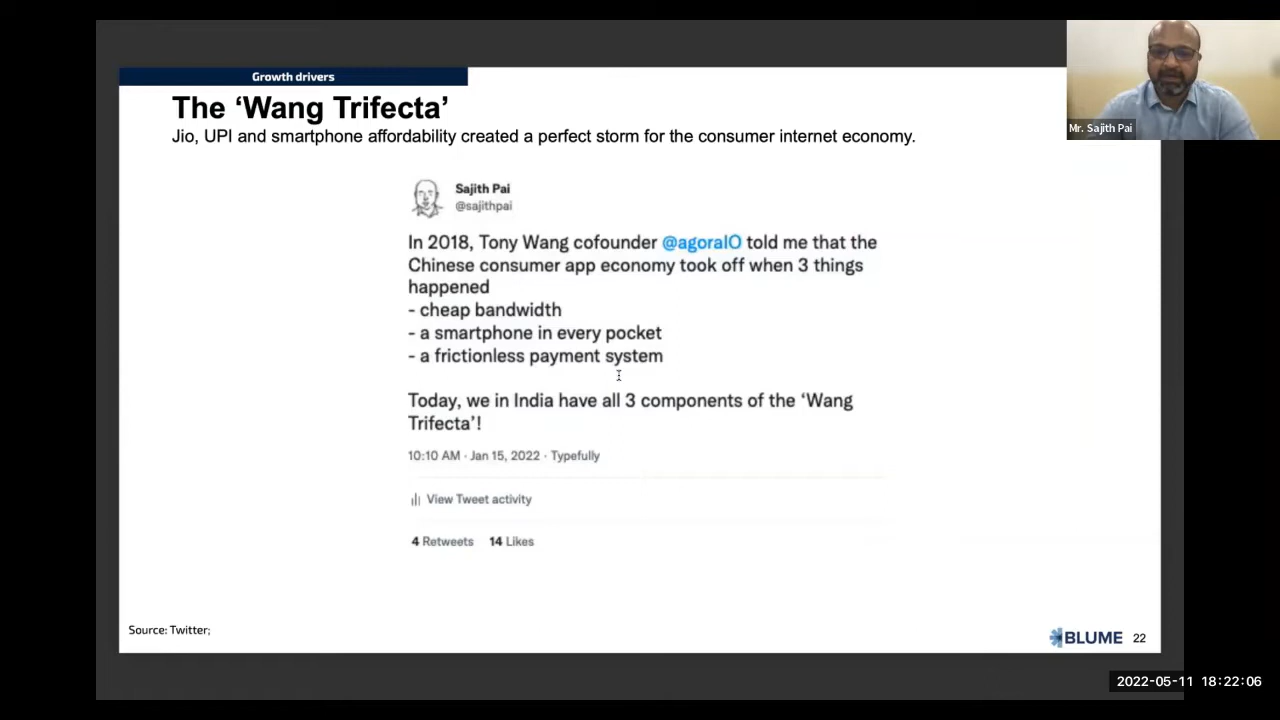 Growth drivers
The ‘Wang Trifecta’
Jio, UPI and smartphone affordability created a perfect storm for the consumer internet economy.
Mr. Sajith Pai
Sajith Pai
@sajithpai
In 2018, Tony Wang cofounder @agoraIO told me that the
Chinese consumer app economy took off when 3 things
happened
- cheap bandwidth
- a smartphone in every pocket
- a frictionless payment system
Today, we in India have all 3 components of the ‘Wang
Trifecta’!
10:10 AM · Jan 15, 2022 · Typefully
View Tweet activity
4 Retweets 14 Likes
Source: Twitter;
BLUME 22
2022-05-11 18:22:06